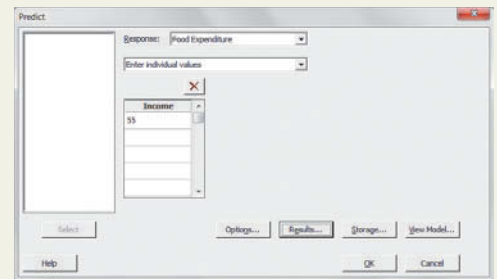 Predict
Response: Food Expenditure
Enter individual values
Income
55
Select
Options... Results... Storage... View Model...
Help
OK Cancel